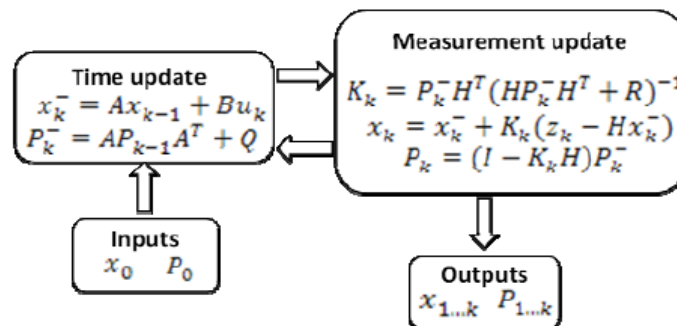 Time update
x_k^- = Ax_{k-1} + Bu_k
P_k^- = AP_{k-1}A^T + Q
Measurement update
K_k = P_k^- H^T (HP_k^- H^T + R)^{-1}
x_k = x_k^- + K_k(z_k - Hx_k^-)
P_k = (I - K_kH)P_k^-
Inputs
x_0 P_0
Outputs
x_{1...k} P_{1...k}